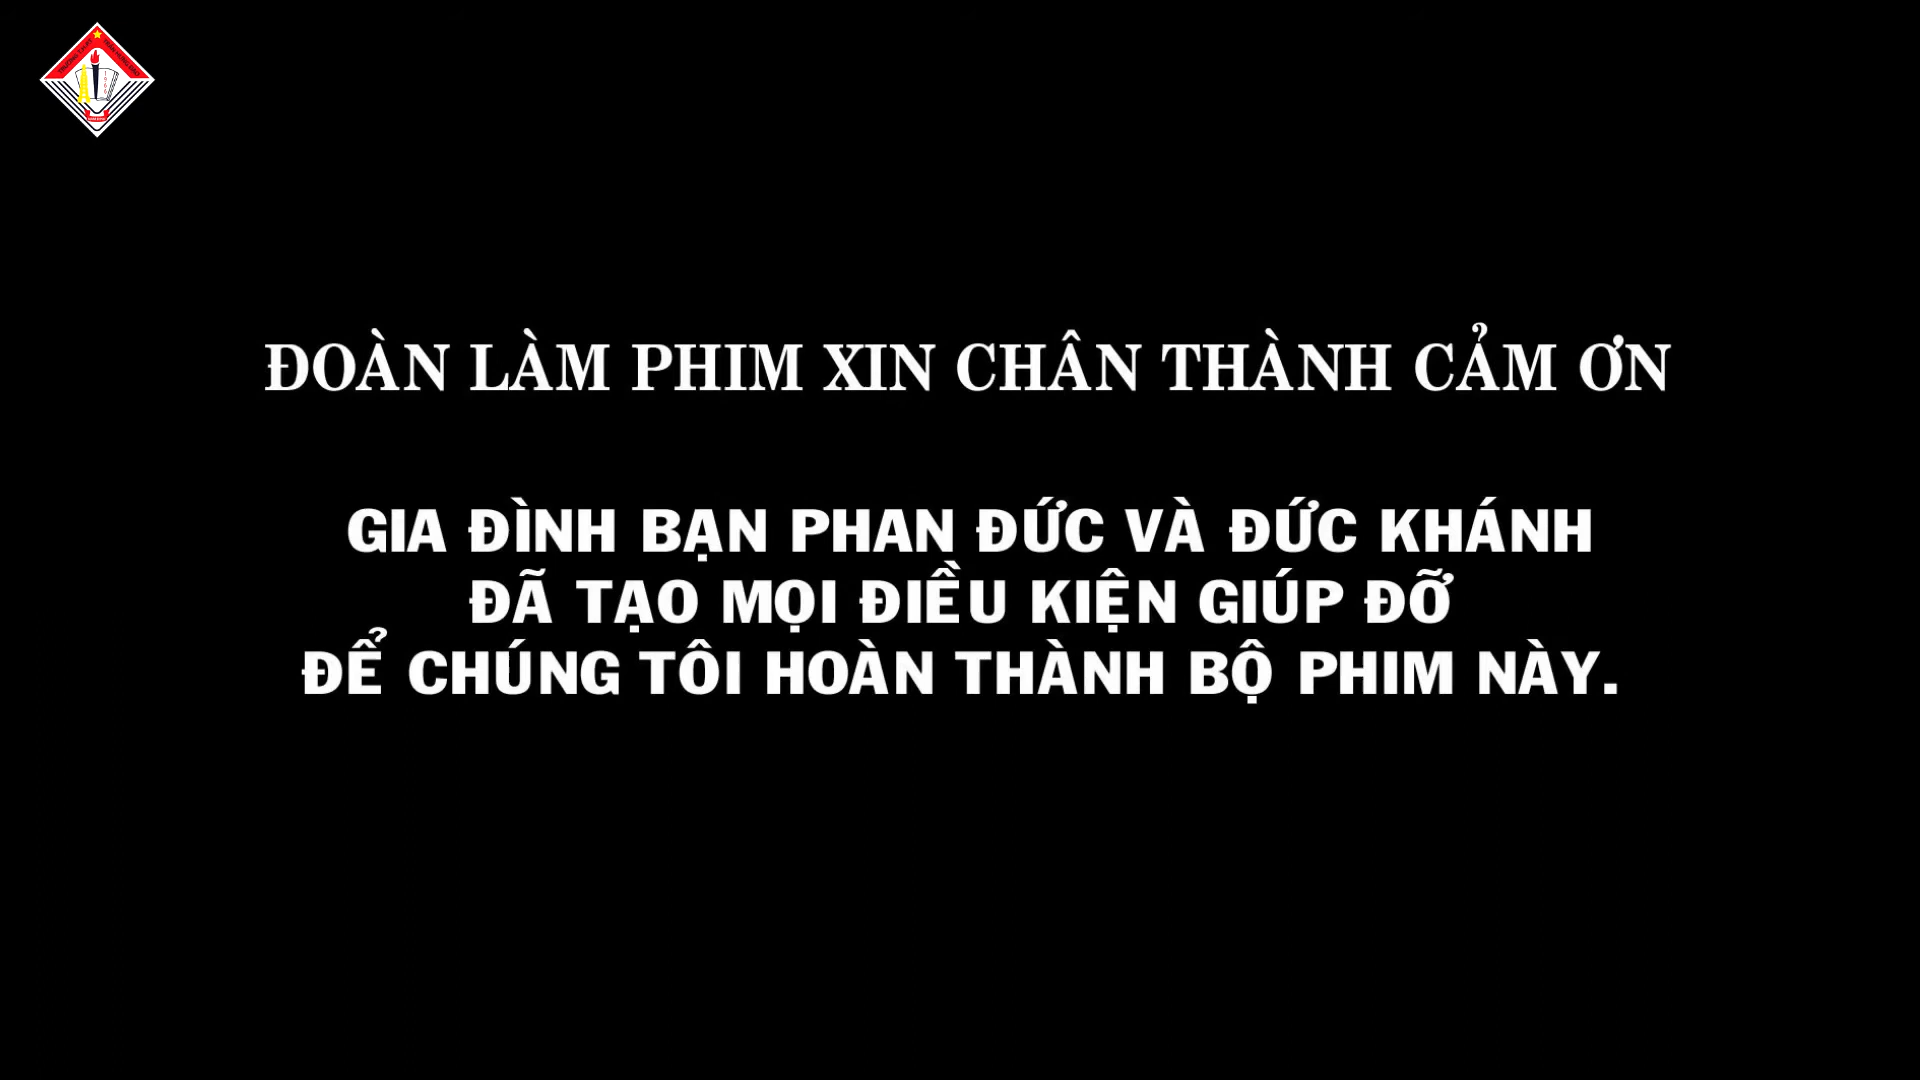 ĐOÀN LÀM PHIM XIN CHÂN THÀNH CẢM ƠN
GIA ĐÌNH BẠN PHAN ĐỨC VÀ ĐỨC KHÁNH
ĐÃ TẠO MỌI ĐIỀU KIỆN GIÚP ĐỠ
ĐỂ CHÚNG TÔI HOÀN THÀNH BỘ PHIM NÀY.